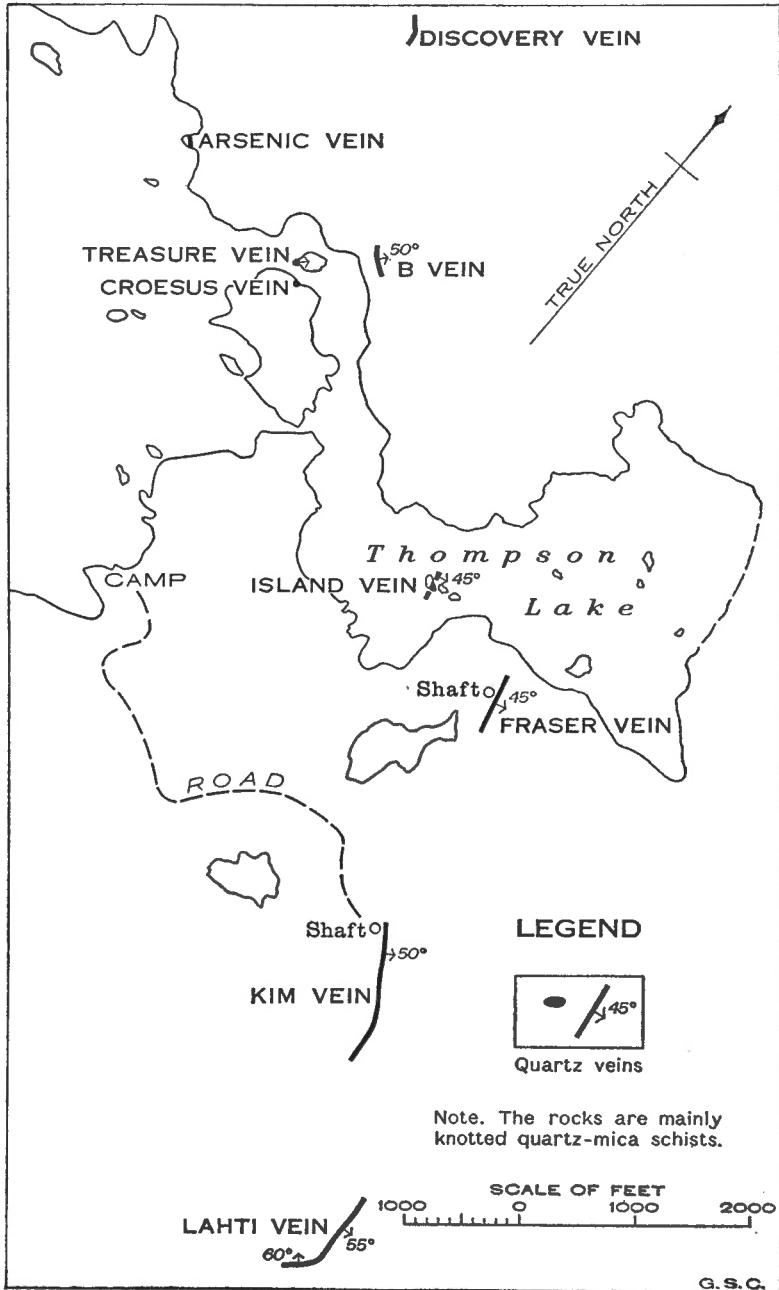 DISCOVERY VEIN
ARSENIC VEIN
TRUE NORTH
TREASURE VEIN
50°
B VEIN
CROESUS VEIN
Thompson
Lake
CAMP
ISLAND VEIN
45°
Shaft
45°
FRASER VEIN
ROAD
Shaft
50°
KIM VEIN
LEGEND
45°
Quartz veins
Note. The rocks are mainly
knotted quartz-mica schists.
SCALE OF FEET
1000 0 1000 2000
LAHTI VEIN
55°
60°
G.S.C.